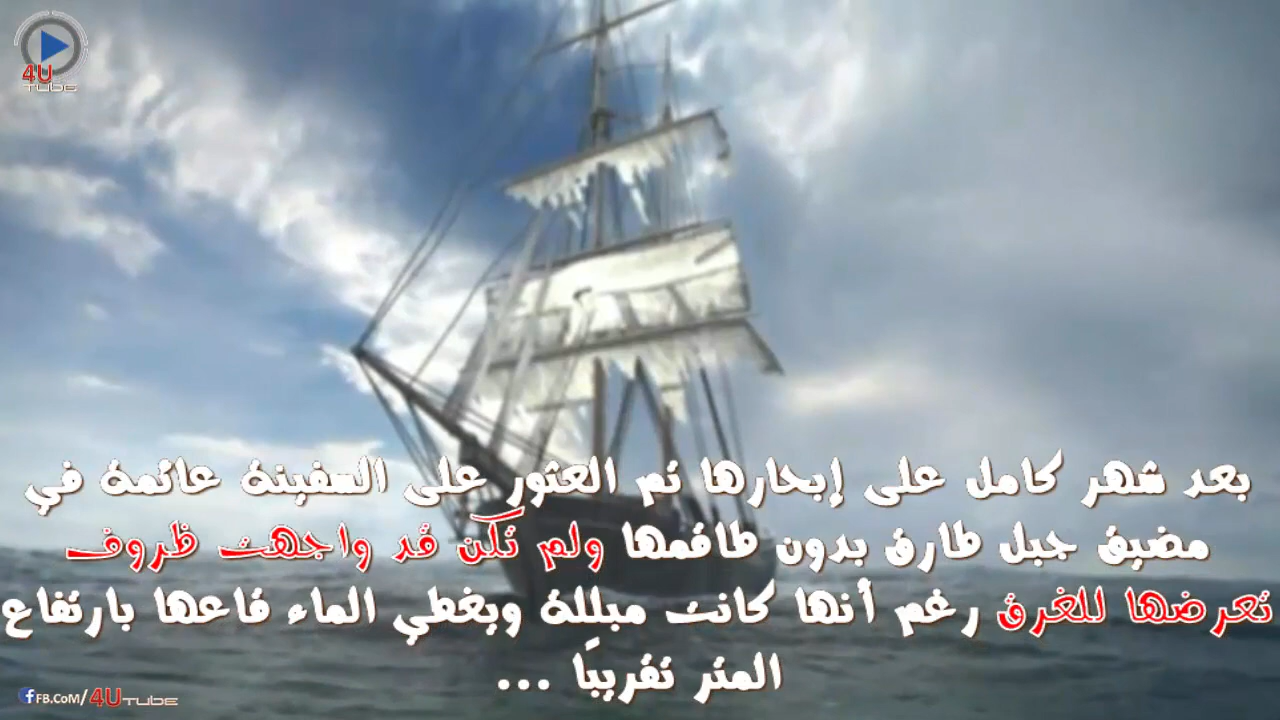 4U
TUBE
بعد شهر كامل على إبحارها تم العثور على السفينة عائمة في
مضيق جبل طارق بدون طاقمها ولم تكن قد واجهت ظروف
تعرضها للغرق رغم أنها كانت مبللة ويغطي الماء قاعها بارتفاع
المتر تقريبًا ...
f FB.COM/4UTUBE